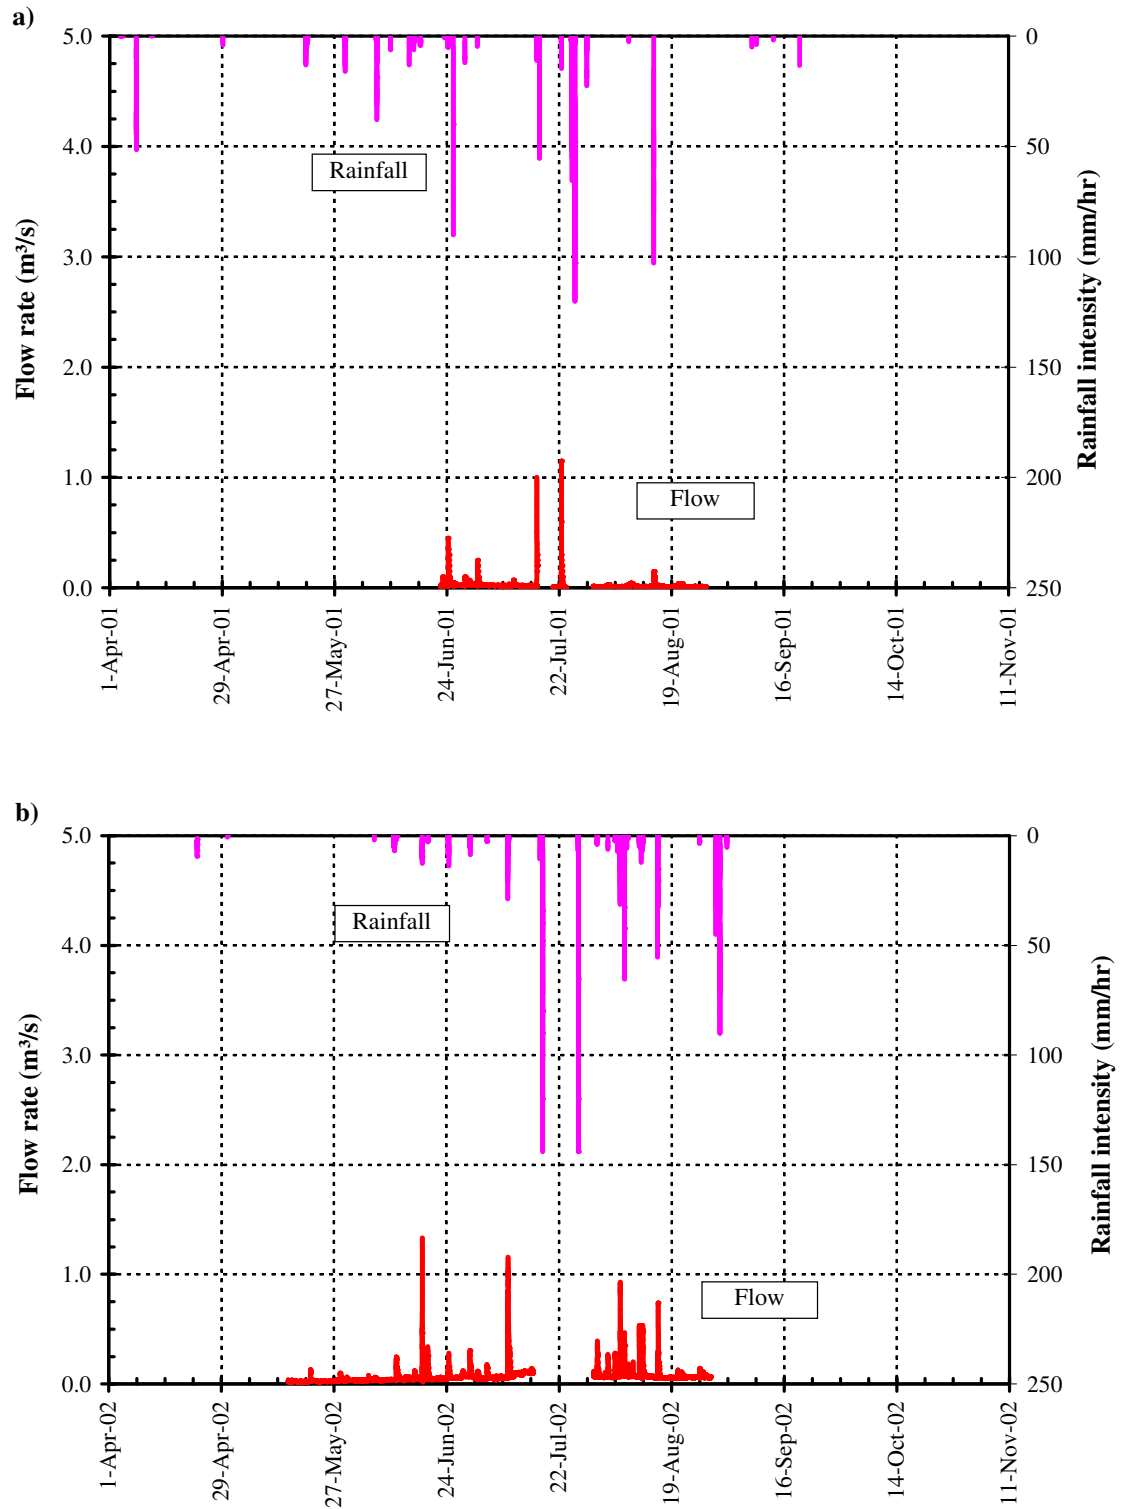 a)
5.0
4.0
3.0
2.0
1.0
0.0
Flow rate (m³/s)
0
50
100
150
200
250
Rainfall intensity (mm/hr)
Rainfall
Flow
1-Apr-01
29-Apr-01
27-May-01
24-Jun-01
22-Jul-01
19-Aug-01
16-Sep-01
14-Oct-01
11-Nov-01
b)
5.0
4.0
3.0
2.0
1.0
0.0
Flow rate (m³/s)
0
50
100
150
200
250
Rainfall intensity (mm/hr)
Rainfall
Flow
1-Apr-02
29-Apr-02
27-May-02
24-Jun-02
22-Jul-02
19-Aug-02
16-Sep-02
14-Oct-02
11-Nov-02